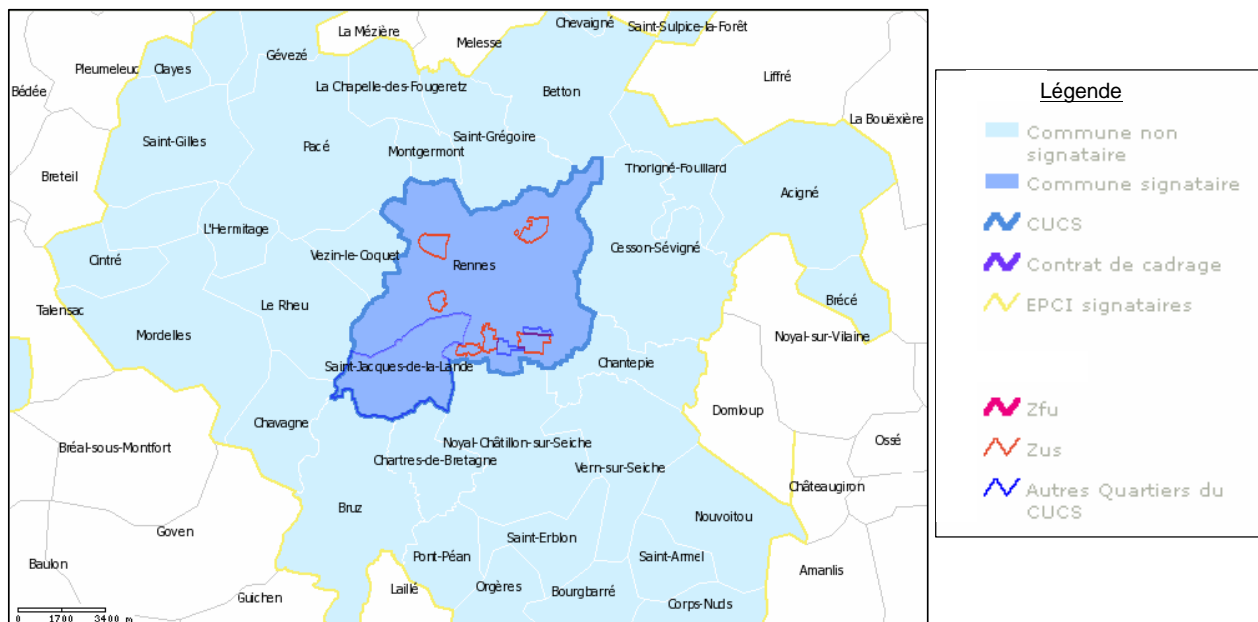 Chevaigné
Saint-Sulpice-la-Forêt
La Mézière
Melesse
Gévezé
Pleumeleuc
Clayes
Liffré
Bédée
La Chapelle-des-Fougeretz
Betton
La Bouëxière
Saint-Gilles
Pacé
Saint-Grégoire
Montgermont
Breteil
Thorigné-Fouillard
Acigné
L'Hermitage
Cesson-Sévigné
Vezin-le-Coquet
Cintré
Rennes
Le Rheu
Brécé
Talensac
Mordelles
Noyal-sur-Vilaine
Saint-Jacques-de-la-Lande
Chantepie
Domloup
Chavagne
Bréal-sous-Montfort
Noyal-Châtillon-sur-Seiche
Ossé
Chartres-de-Bretagne
Vern-sur-Seiche
Châteaugiron
Bruz
Nouvoitou
Goven
Saint-Erblon
Pont-Péan
Saint-Armel
Baulon
Amanlis
Orgères
Laillé
Bourgbarré
Guichen
Corps-Nuds
0 1700 3400 m
Légende
Commune non
signataire
Commune signataire
CUCS
Contrat de cadrage
EPCI signataires
Zfu
Zus
Autres Quartiers du
CUCS